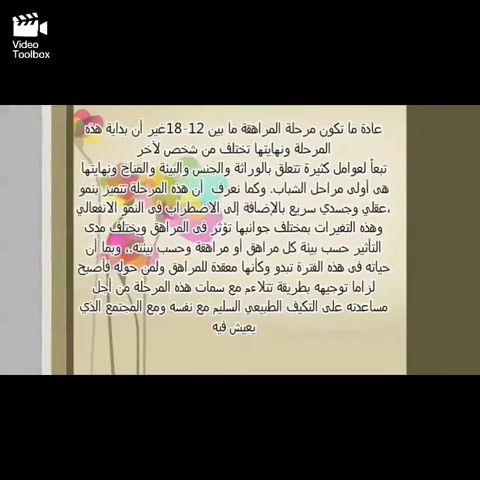 Video
Toolbox
عادة ما تكون مرحلة المراهقة ما بين 12-18غير أن بداية هذه
المرحلة ونهايتها تختلف من شخص لأخر
تبعاً لعوامل كثيرة تتعلق بالوراثة والجنس والبيئة والمناخ ونهايتها
هى أولى مراحل الشباب. وكما نعرف أن هذه المرحلة تتميز بنمو
،عقلي وجسدي سريع بالإضافة إلى الاضطراب فى النمو الانفعالي
وهذه التغيرات بمختلف جوانبها تؤثر فى المراهق ويختلف مدى
التأثير حسب بيئة كل مراهق أو مراهقة وحسب بيئته.، وبما أن
حياته فى هذه الفترة تبدو وكأنها معقدة للمراهق ولمن حوله فأصبح
لزاما توجيهه بطريقة تتلاءم مع سمات هذه المرحلة من أجل
مساعدته على التكيف الطبيعي السليم مع نفسه ومع المجتمع الذي
يعيش فيه